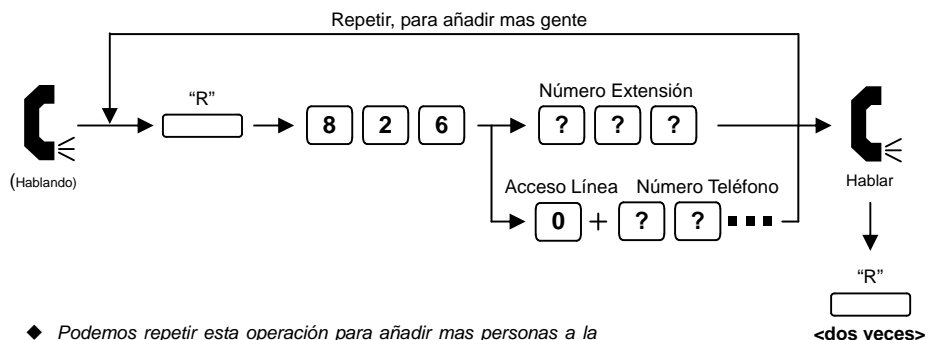 Repetir, para añadir mas gente
“R”
8 2 6
Número Extensión
? ? ?
(Hablando)
Acceso Línea Número Teléfono
0 + ? ?
Hablar
“R”
<dos veces>
◆ Podemos repetir esta operación para añadir mas personas a la